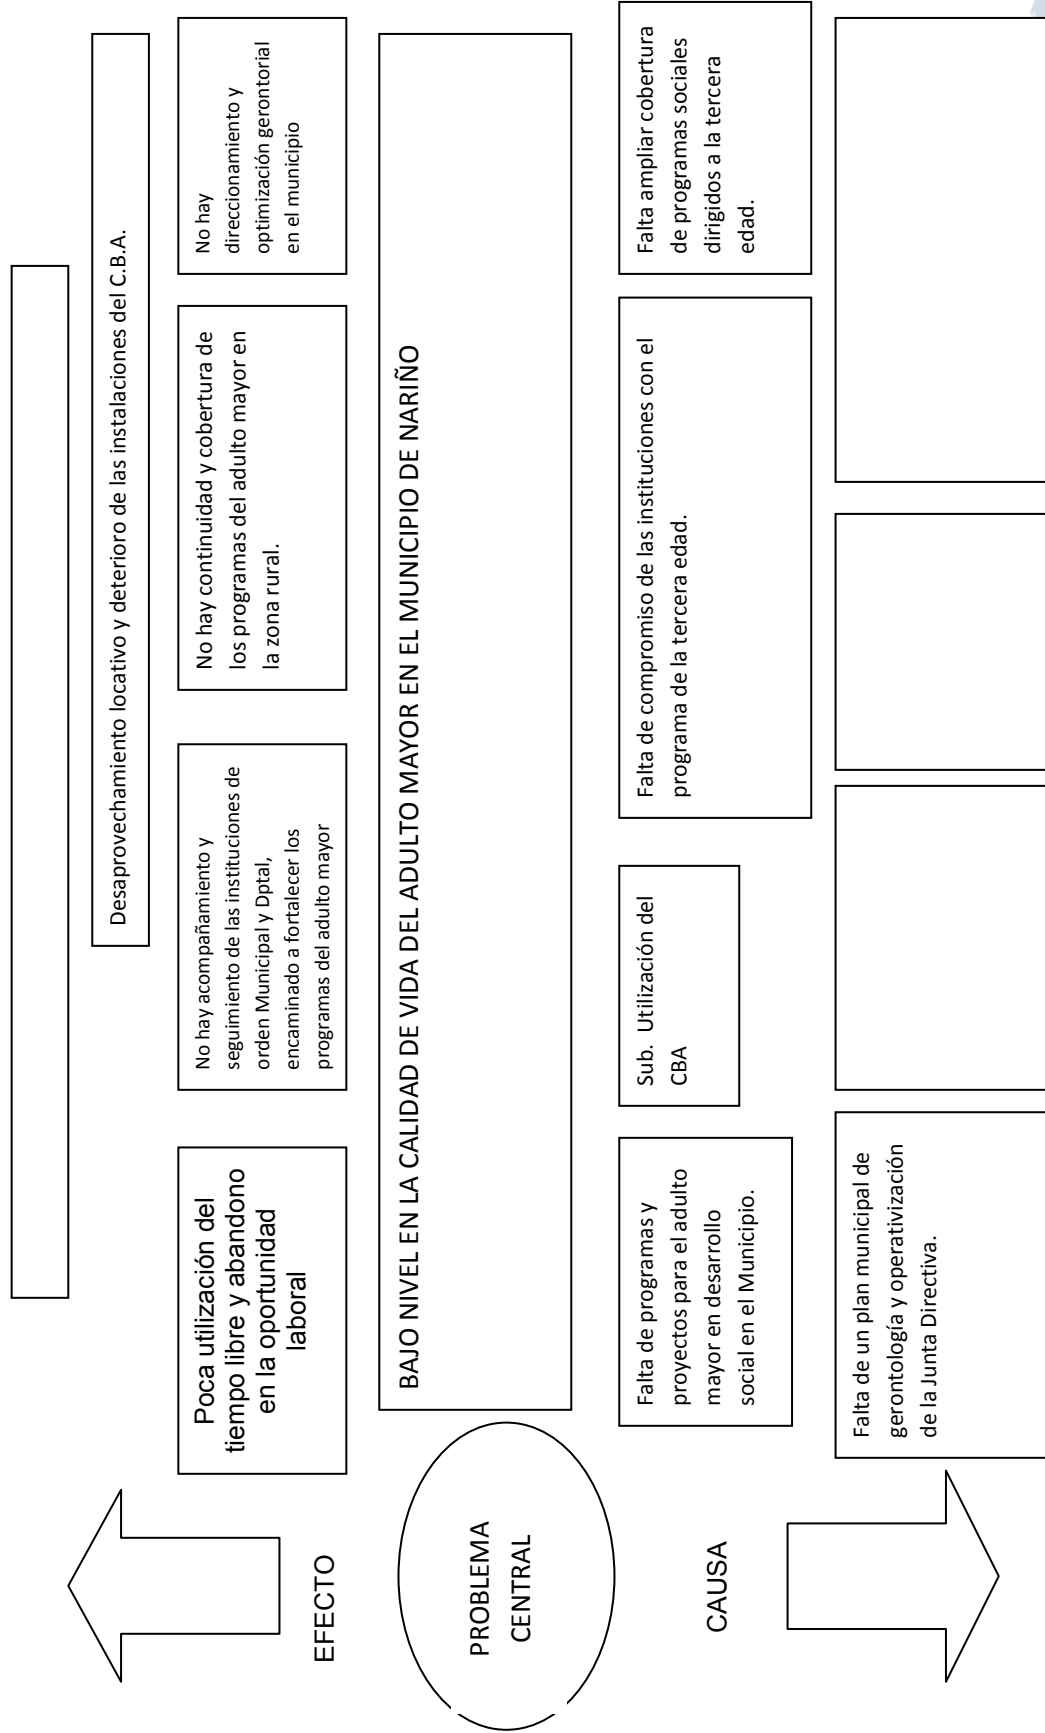 Desaprovechamiento locativo y deterioro de las instalaciones del C.B.A.
Poca utilización del
tiempo libre y abandono
en la oportunidad
laboral
No hay acompañamiento y
seguimiento de las instituciones de
orden Municipal y Dptal,
encaminado a fortalecer los
programas del adulto mayor
No hay continuidad y cobertura de
los programas del adulto mayor en
la zona rural.
No hay
direccionamiento y
optimización gerontorial
en el municipio
EFECTO
PROBLEMA
CENTRAL
BAJO NIVEL EN LA CALIDAD DE VIDA DEL ADULTO MAYOR EN EL MUNICIPIO DE NARIÑO
CAUSA
Falta de programas y
proyectos para el adulto
mayor en desarrollo
social en el Municipio.
Sub. Utilización del
CBA
Falta de compromiso de las instituciones con el
programa de la tercera edad.
Falta ampliar cobertura
de programas sociales
dirigidos a la tercera
edad.
Falta de un plan municipal de
gerontología y operativización
de la Junta Directiva.